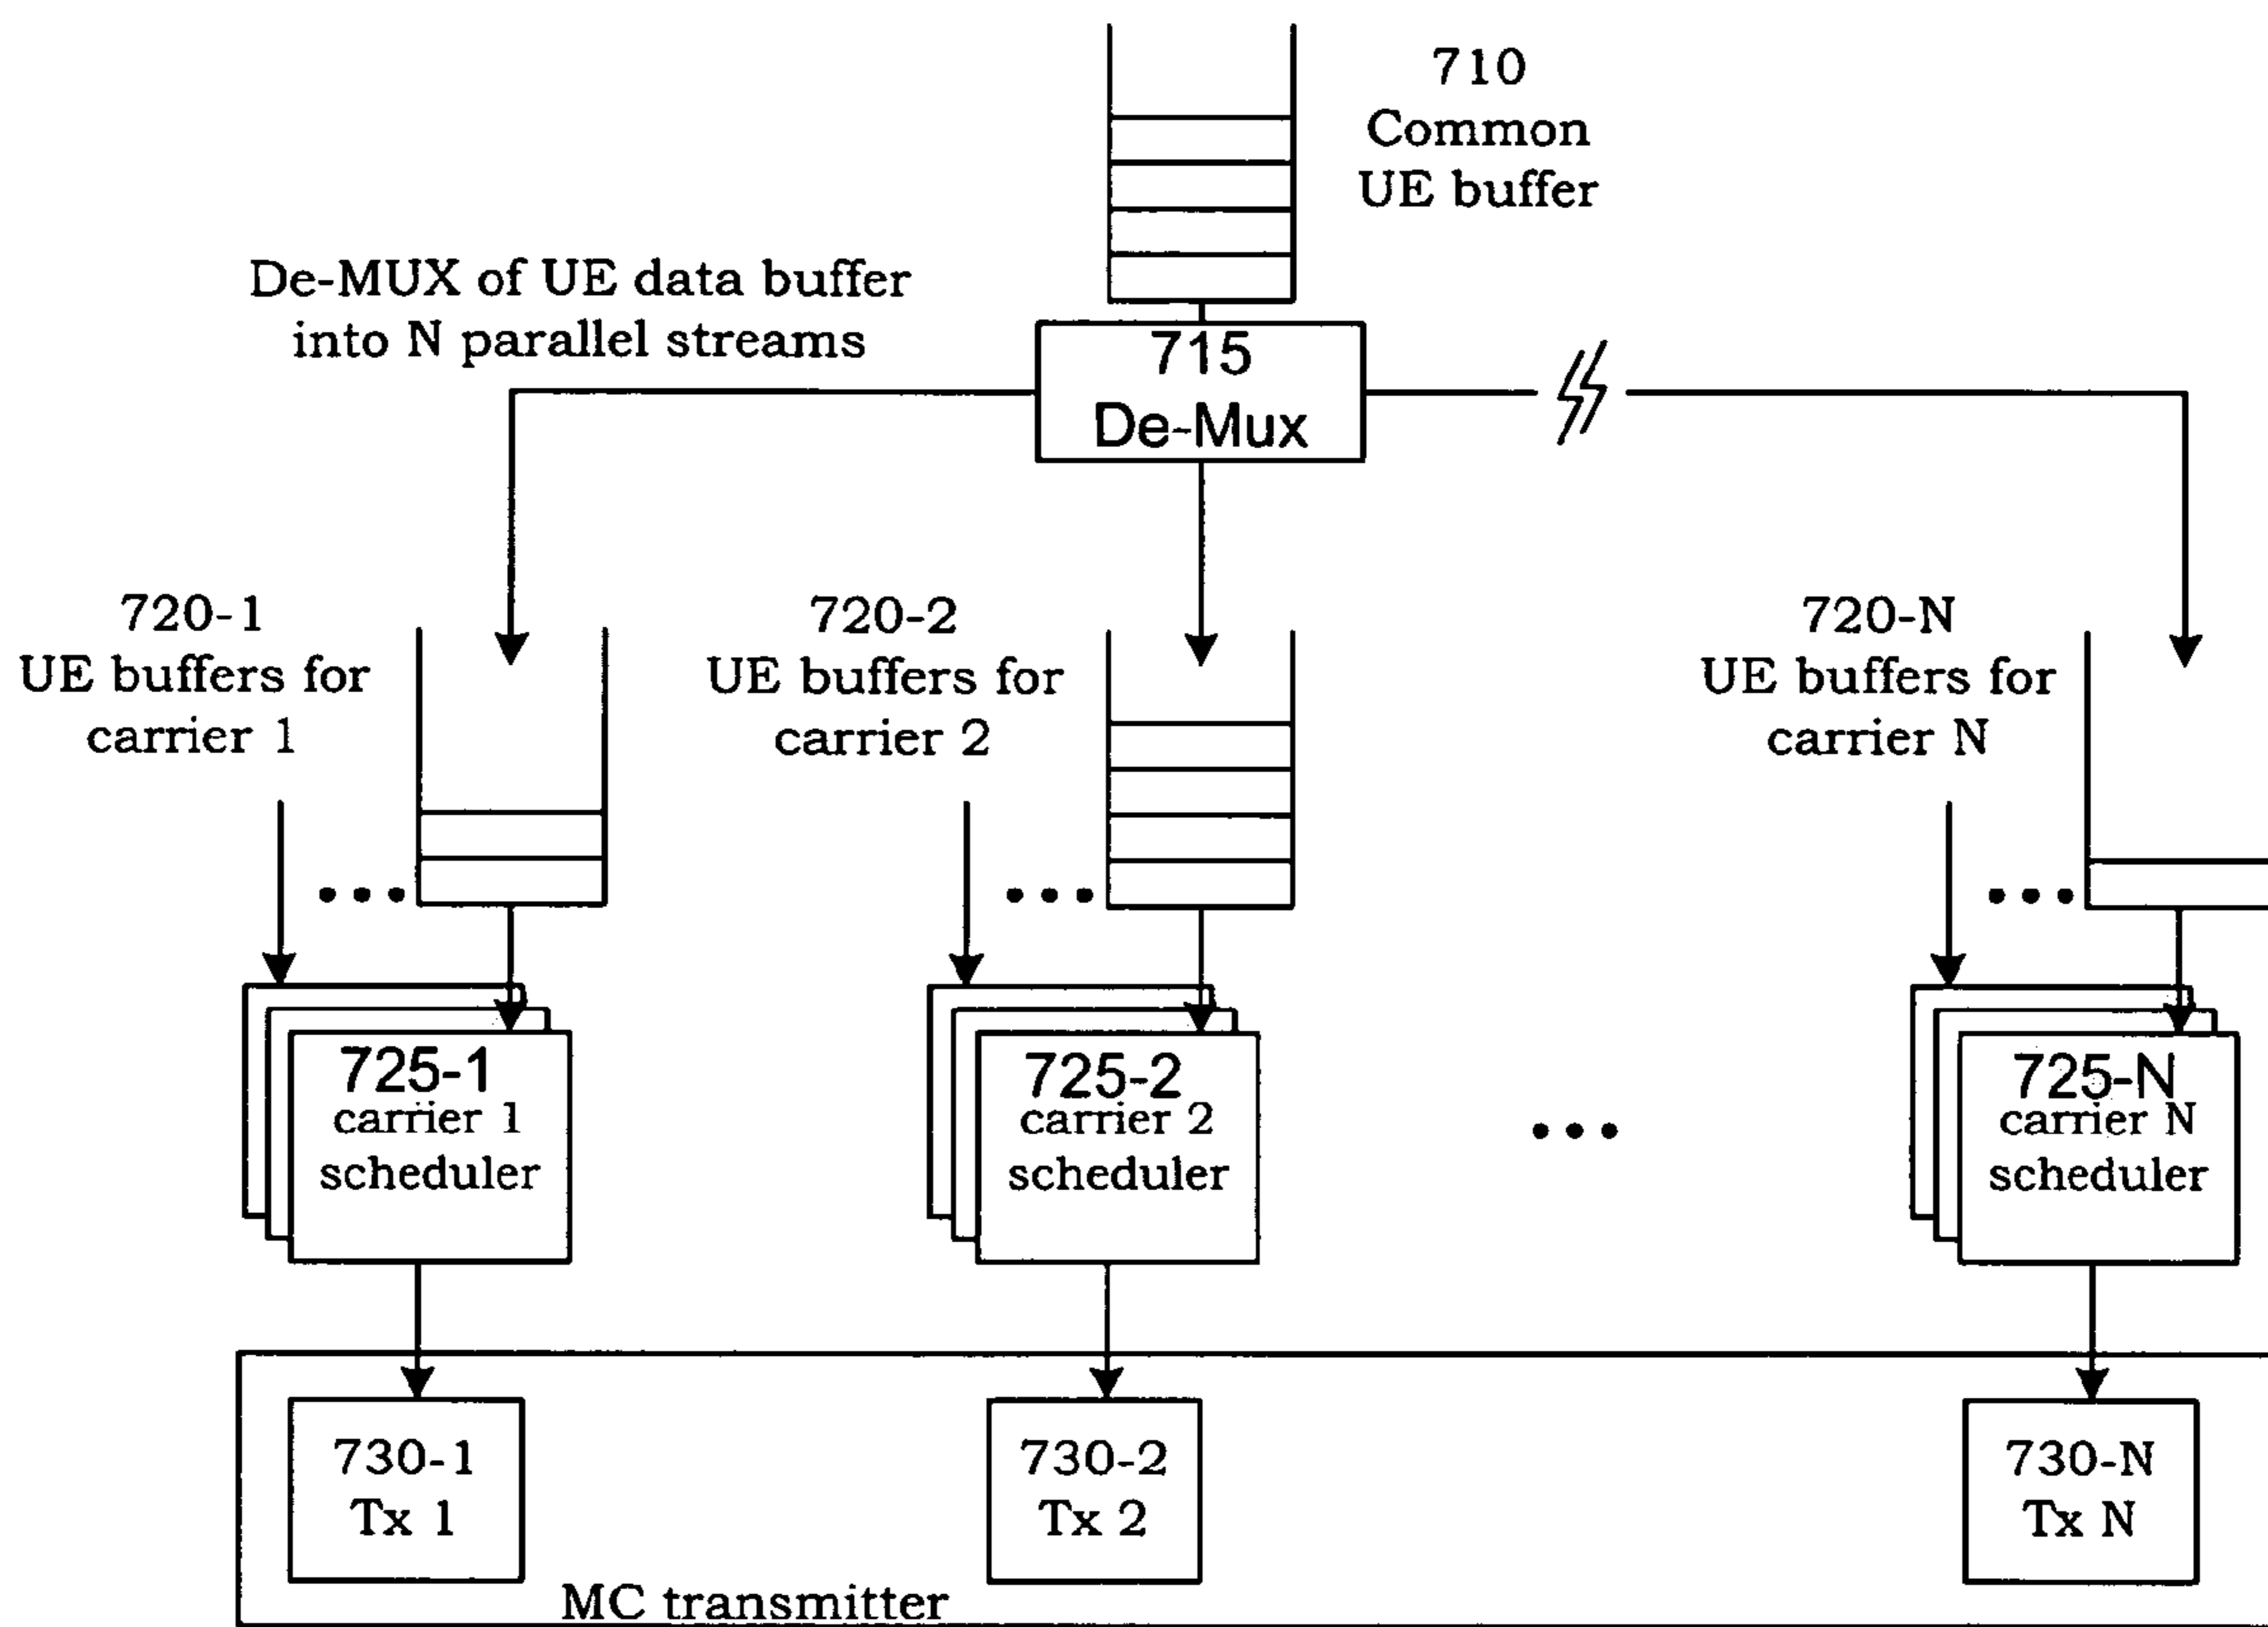 710
Common
UE buffer
De-MUX of UE data buffer
into N parallel streams
715
De-Mux
720-1
UE buffers for
carrier 1
720-2
UE buffers for
carrier 2
720-N
UE buffers for
carrier N
725-1
carrier 1
scheduler
725-2
carrier 2
scheduler
725-N
carrier N
scheduler
730-1
Tx 1
730-2
Tx 2
730-N
Tx N
MC transmitter